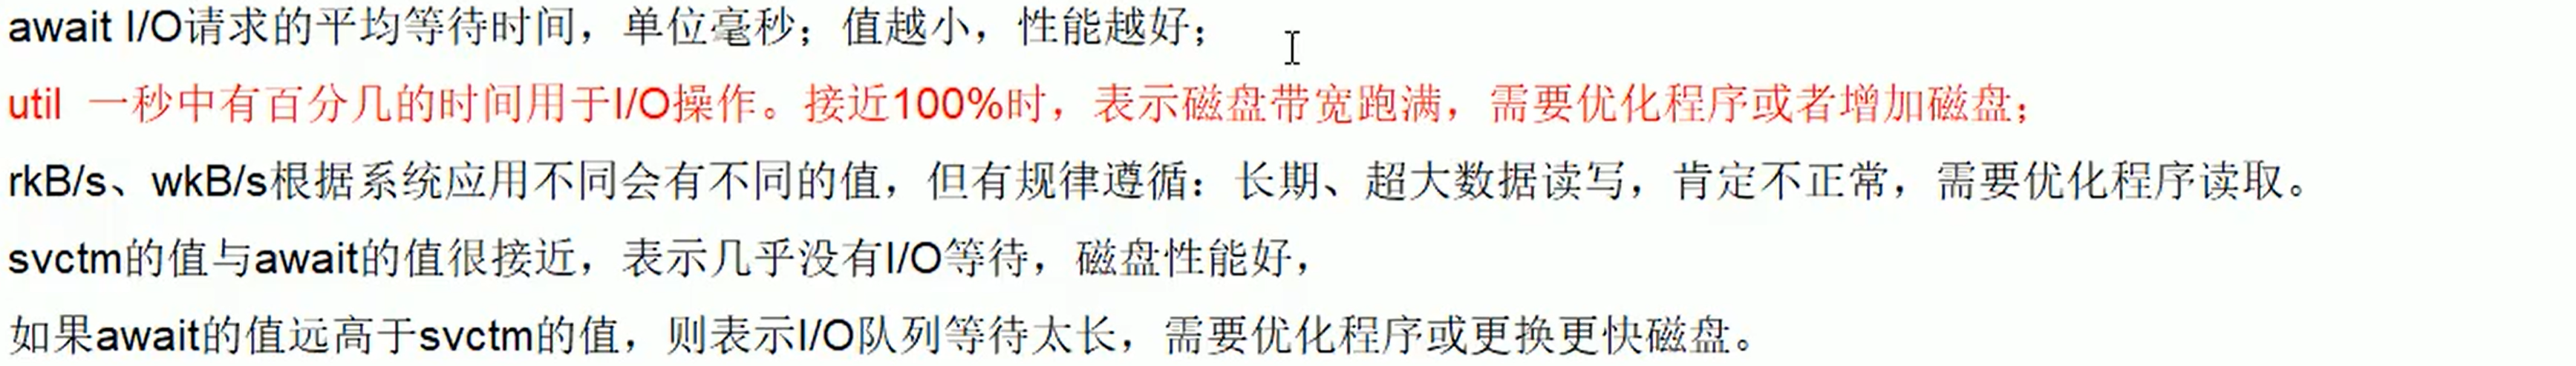 await I/O请求的平均等待时间，单位毫秒；值越小，性能越好；
util 一秒中有百分几的时间用于I/O操作。接近100%时，表示磁盘带宽跑满，需要优化程序或者增加磁盘；
rkB/s、wkB/s根据系统应用不同会有不同的值，但有规律遵循：长期、超大数据读写，肯定不正常，需要优化程序读取。
svctm的值与await的值很接近，表示几乎没有I/O等待，磁盘性能好，
如果await的值远高于svctm的值，则表示I/O队列等待太长，需要优化程序或更换更快磁盘。